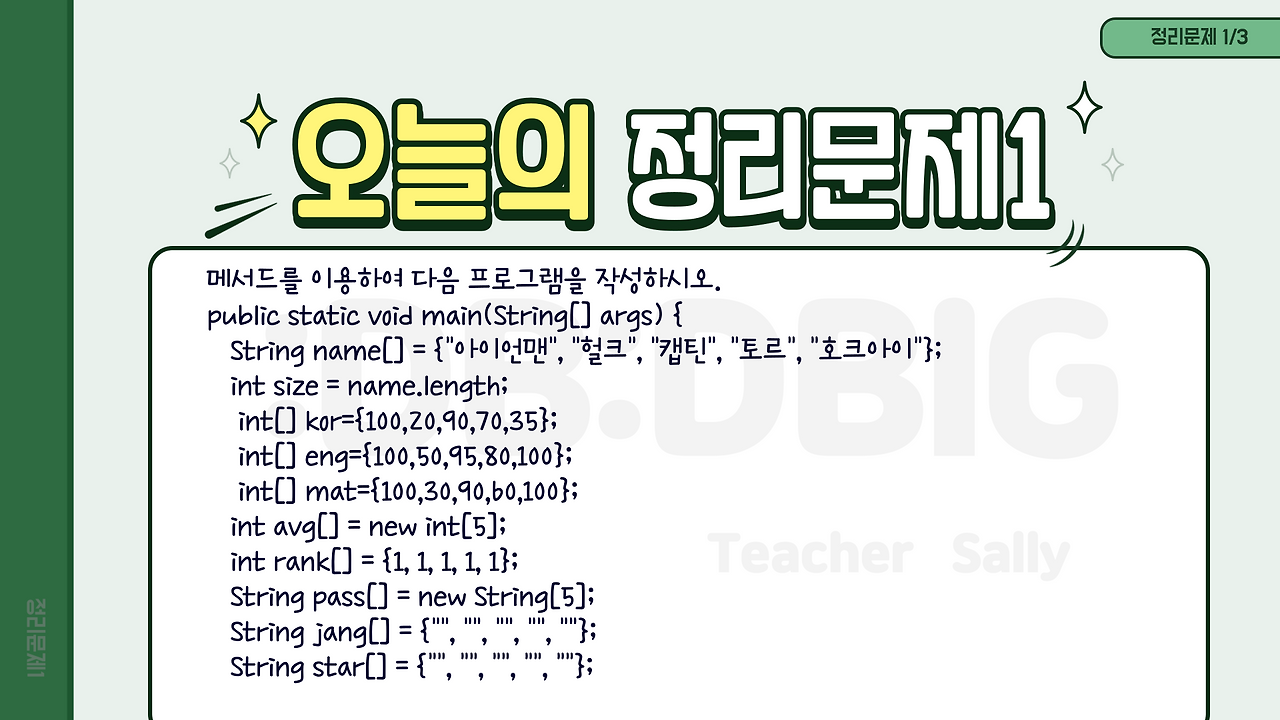 정리문제 1/3
오늘의 정리문제1
메서드를 이용하여 다음 프로그램을 작성하시오.
public static void main(String[] args) {
String name[] = {"아이언맨", "헐크", "캡틴", "토르", "호크아이"};
int size = name.length;
int[] kor={100,20,90,70,35};
int[] eng={100,50,95,80,100};
int[] mat={100,30,90,60,100};
int avg[] = new int[5];
int rank[] = {1, 1, 1, 1, 1};
String pass[] = new String[5];
String jang[] = {"", "", "", "", ""};
String star[] = {"", "", "", "", ""};
.OB.DBIG
Teacher Sally
정리문제1